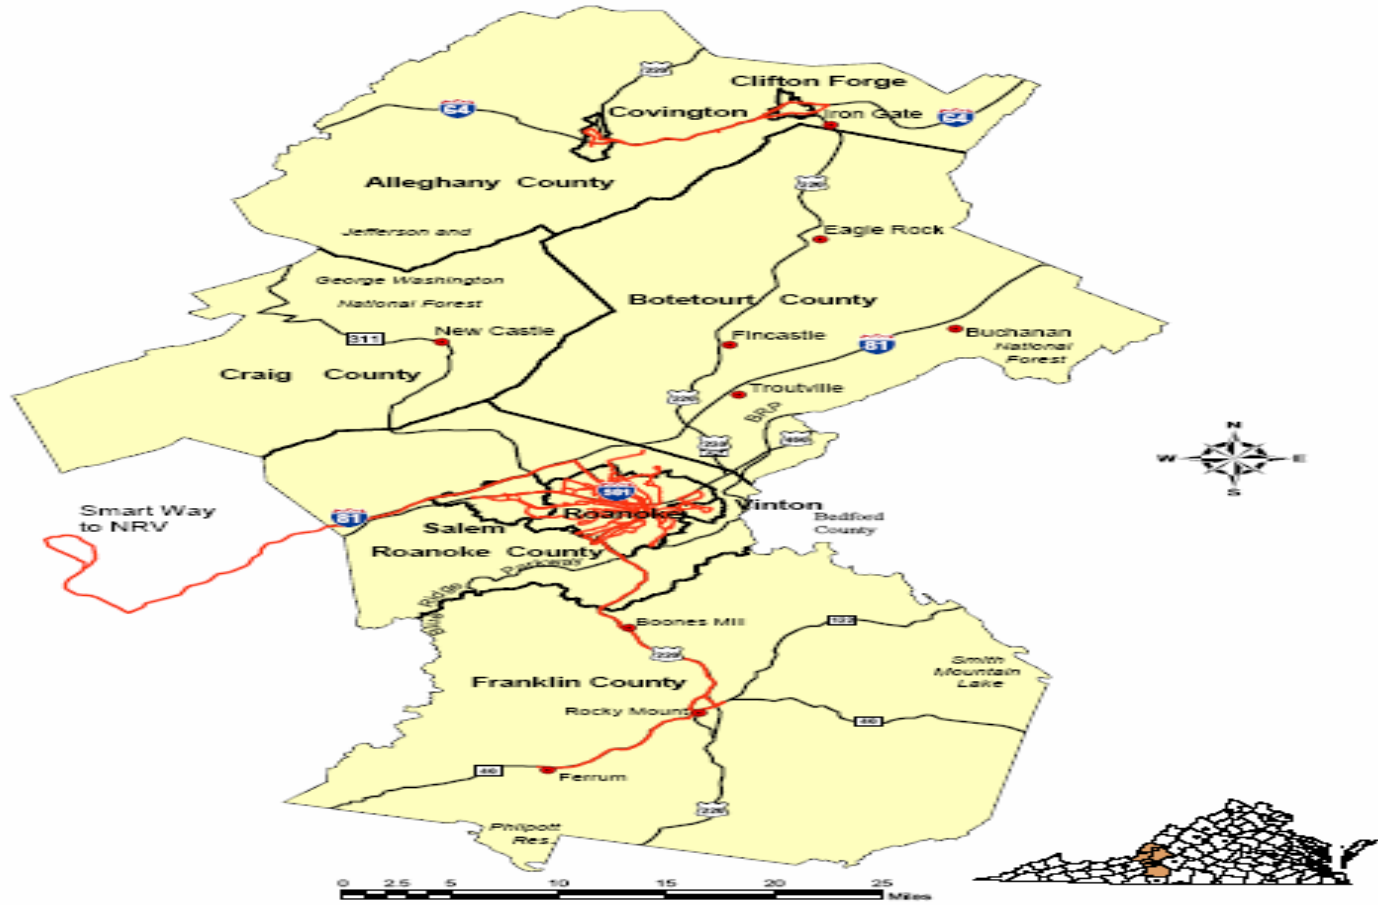 220
Clifton Forge
64
Covington
Iron Gate
64
Alleghany County
220
Jefferson and
Eagle Rock
George Washington
National Forest
Botetourt County
311
New Castle
Fincastle
81
Buchanan
National
Forest
Craig County
Troutville
220
BRP
N
W E
S
220
460
581
Smart Way
to NRV
81
Salem
Roanoke
Vinton
Bedford
County
Roanoke County
Blue Ridge Parkway
Boones Mill
122
220
Smith
Mountain
Lake
Franklin County
Rocky Mount
40
40
Ferrum
220
Philpott
Res.
0 2.5 5 10 15 20 25
Miles